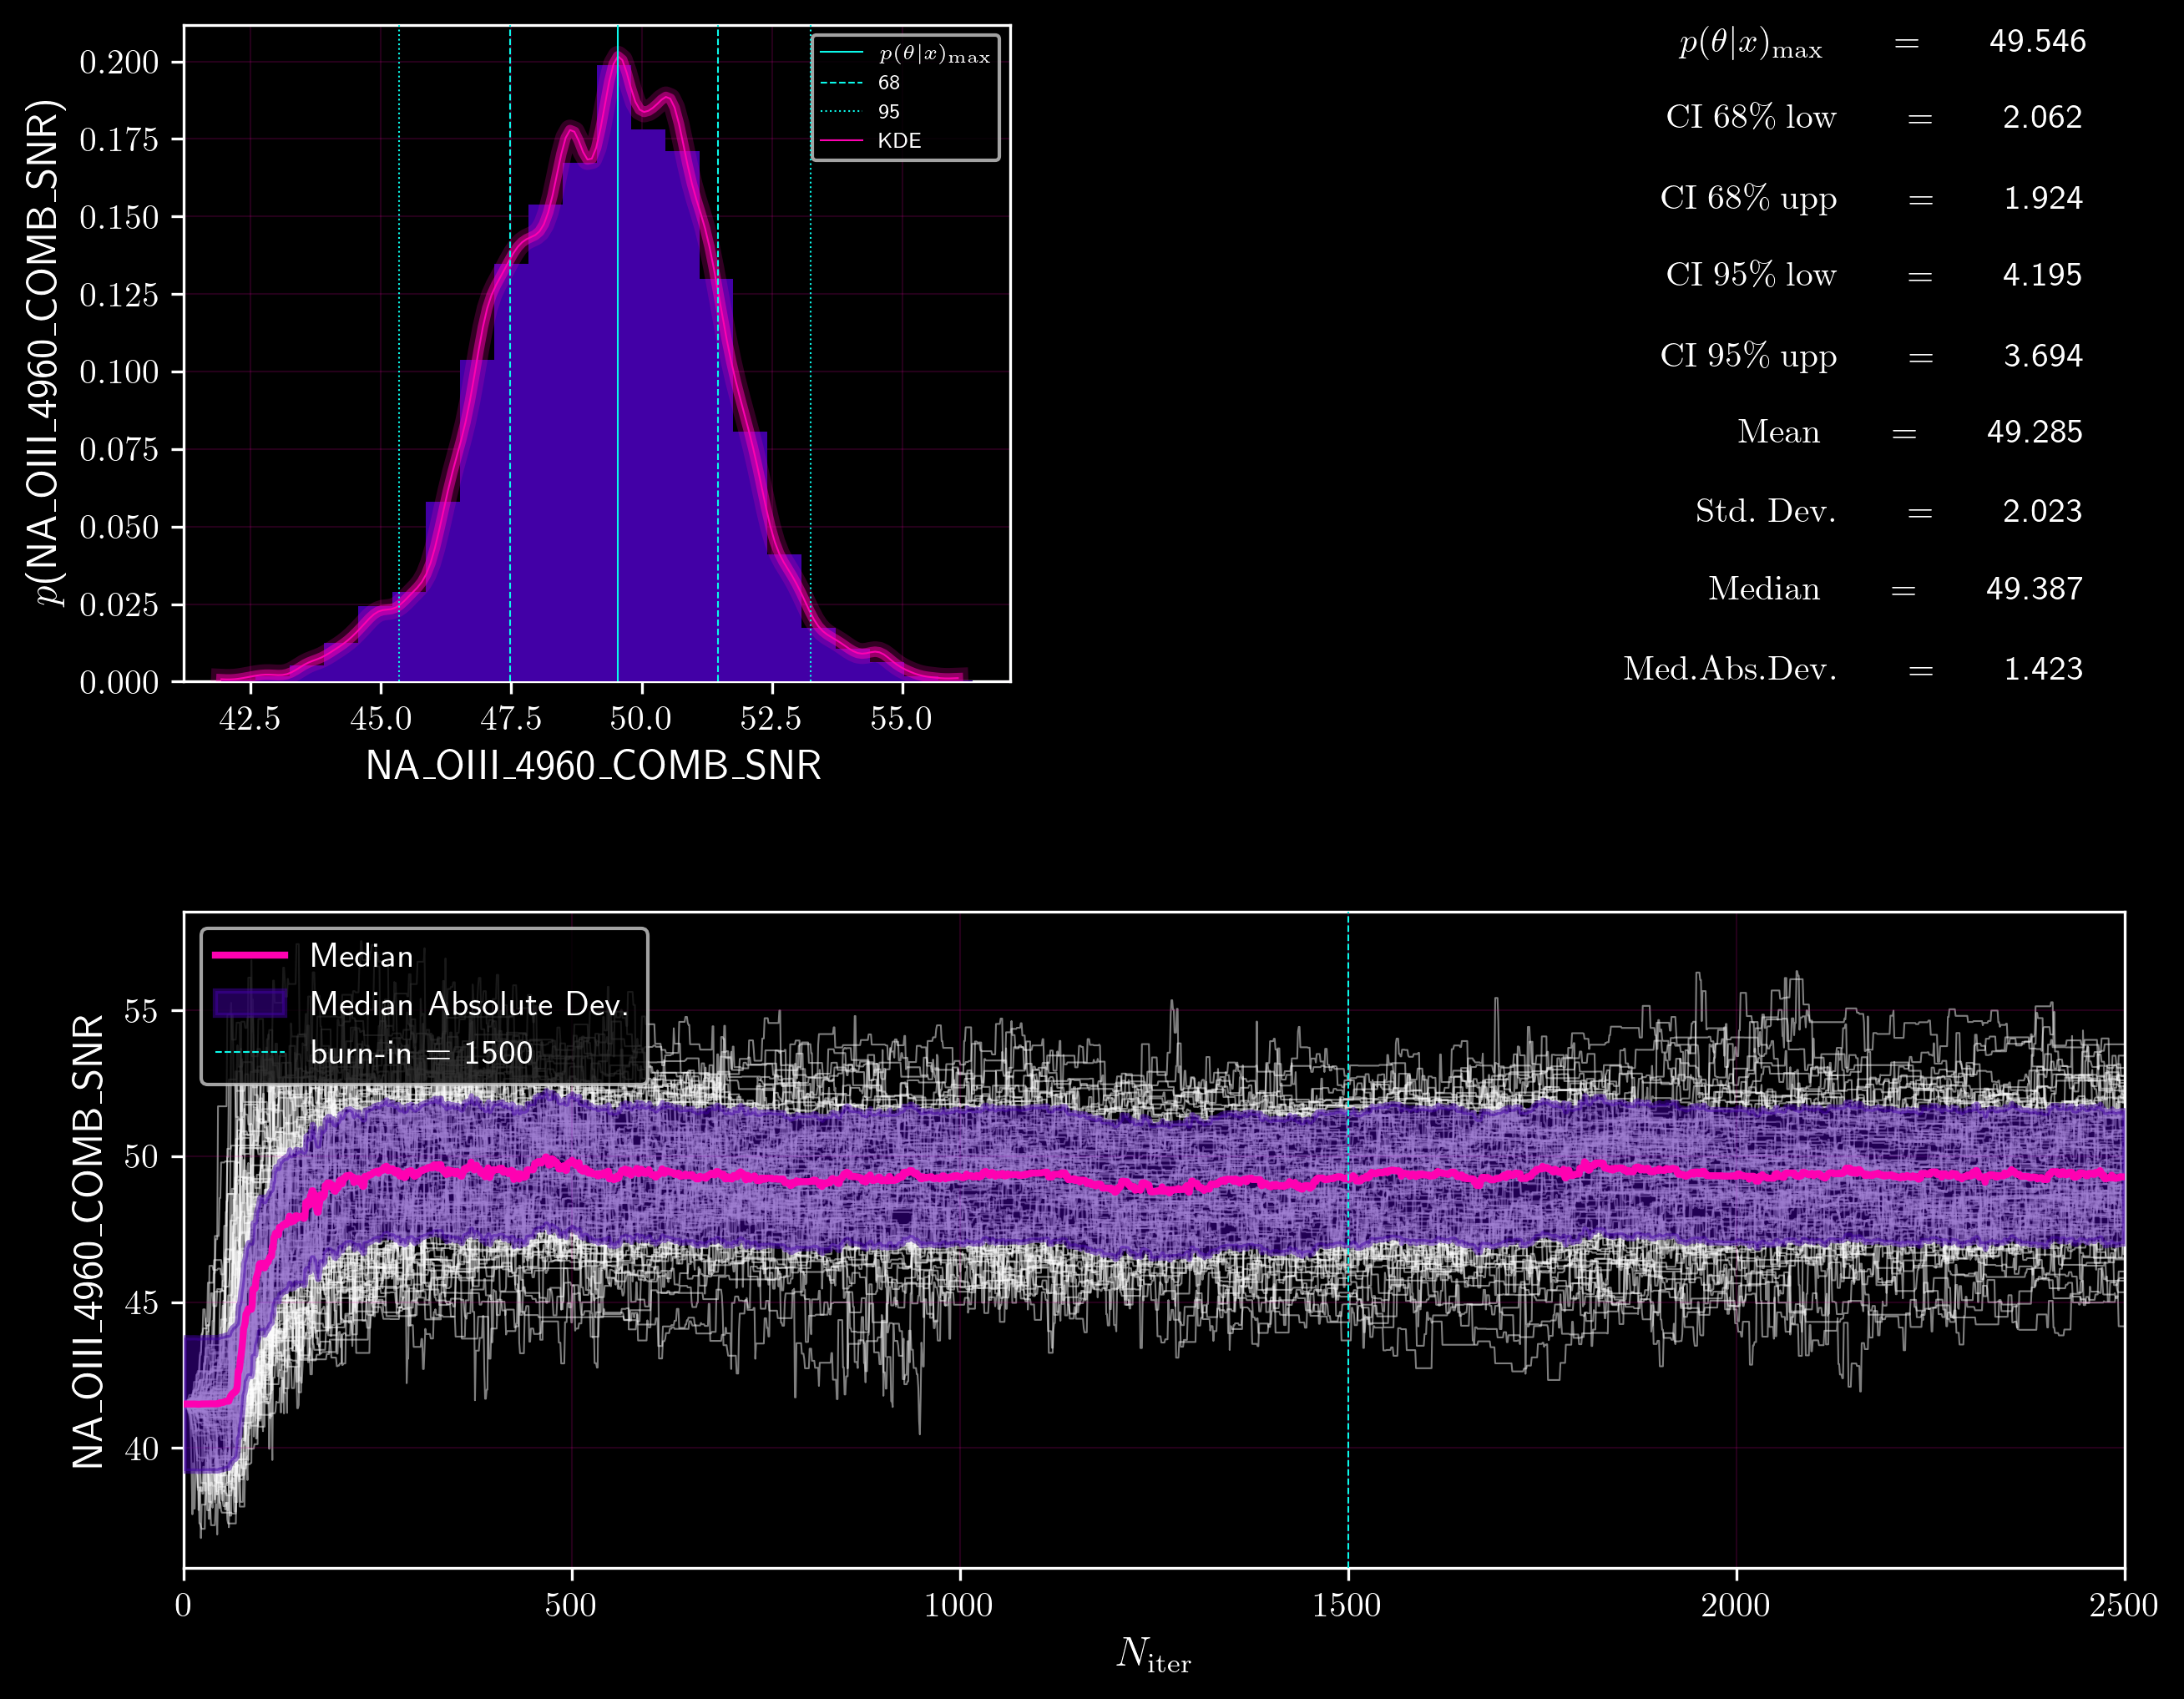 p(NA_OIII_4960_COMB_SNR)
0.200
0.175
0.150
0.125
0.100
0.075
0.050
0.025
0.000
42.5 45.0 47.5 50.0 52.5 55.0
NA_OIII_4960_COMB_SNR
p(θ|x)max
68
95
KDE
p(θ|x)max = 49.546
CI 68% low = 2.062
CI 68% upp = 1.924
CI 95% low = 4.195
CI 95% upp = 3.694
Mean = 49.285
Std. Dev. = 2.023
Median = 49.387
Med.Abs.Dev. = 1.423
NA_OIII_4960_COMB_SNR
55
50
45
40
Median
Median Absolute Dev.
burn-in = 1500
0 500 1000 1500 2000 2500
Niter